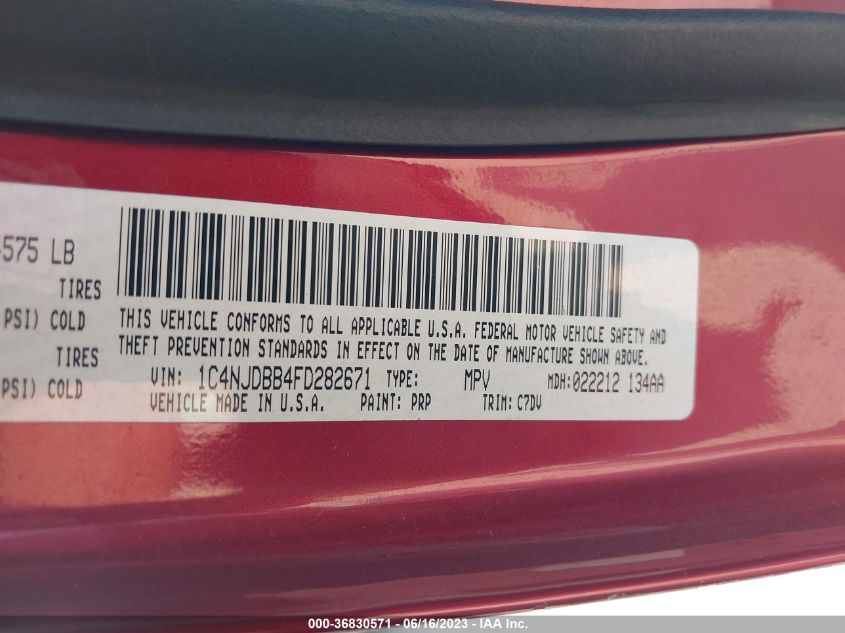 575 LB
TIRES
PSI) COLD
TIRES
PSI) COLD
THIS VEHICLE CONFORMS TO ALL APPLICABLE U.S.A. FEDERAL MOTOR VEHICLE SAFETY AND
THEFT PREVENTION STANDARDS IN EFFECT ON THE DATE OF MANUFACTURE SHOWN ABOVE.
VIN: 1C4NJDBB4FD282671 TYPE: MPV MDH:022212 134AA
VEHICLE MADE IN U.S.A. PAINT: PRP TRIM: C7DV
000-36830571 - 06/16/2023 - © IAA Inc.